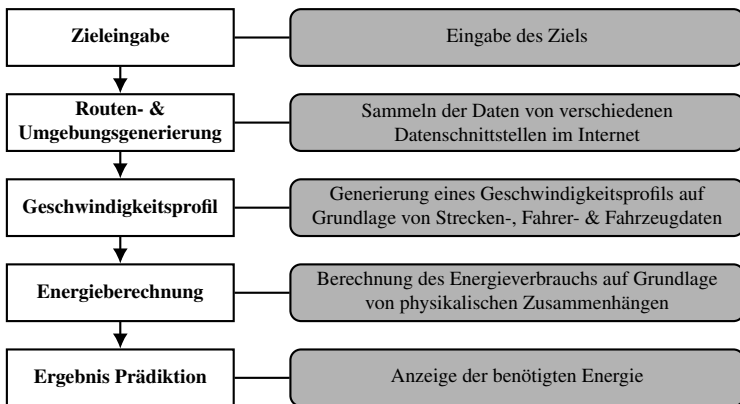 Zieleingabe
Eingabe des Ziels
Routen- &
Umgebungsgenerierung
Sammeln der Daten von verschiedenen
Datenschnittstellen im Internet
Geschwindigkeitsprofil
Generierung eines Geschwindigkeitsprofils auf
Grundlage von Strecken-, Fahrer- & Fahrzeugdaten
Energieberechnung
Berechnung des Energieverbrauchs auf Grundlage
von physikalischen Zusammenhängen
Ergebnis Prädiktion
Anzeige der benötigten Energie